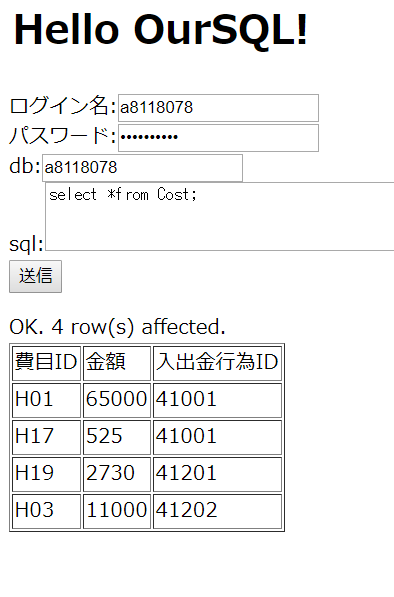 Hello OurSQL!
ログイン名:a8118078
パスワード:••••••••••
db:a8118078
select *from Cost;
sql:
送信
OK. 4 row(s) affected.
費目ID 金額 入出金行為ID
H01 65000 41001
H17 525 41001
H19 2730 41201
H03 11000 41202